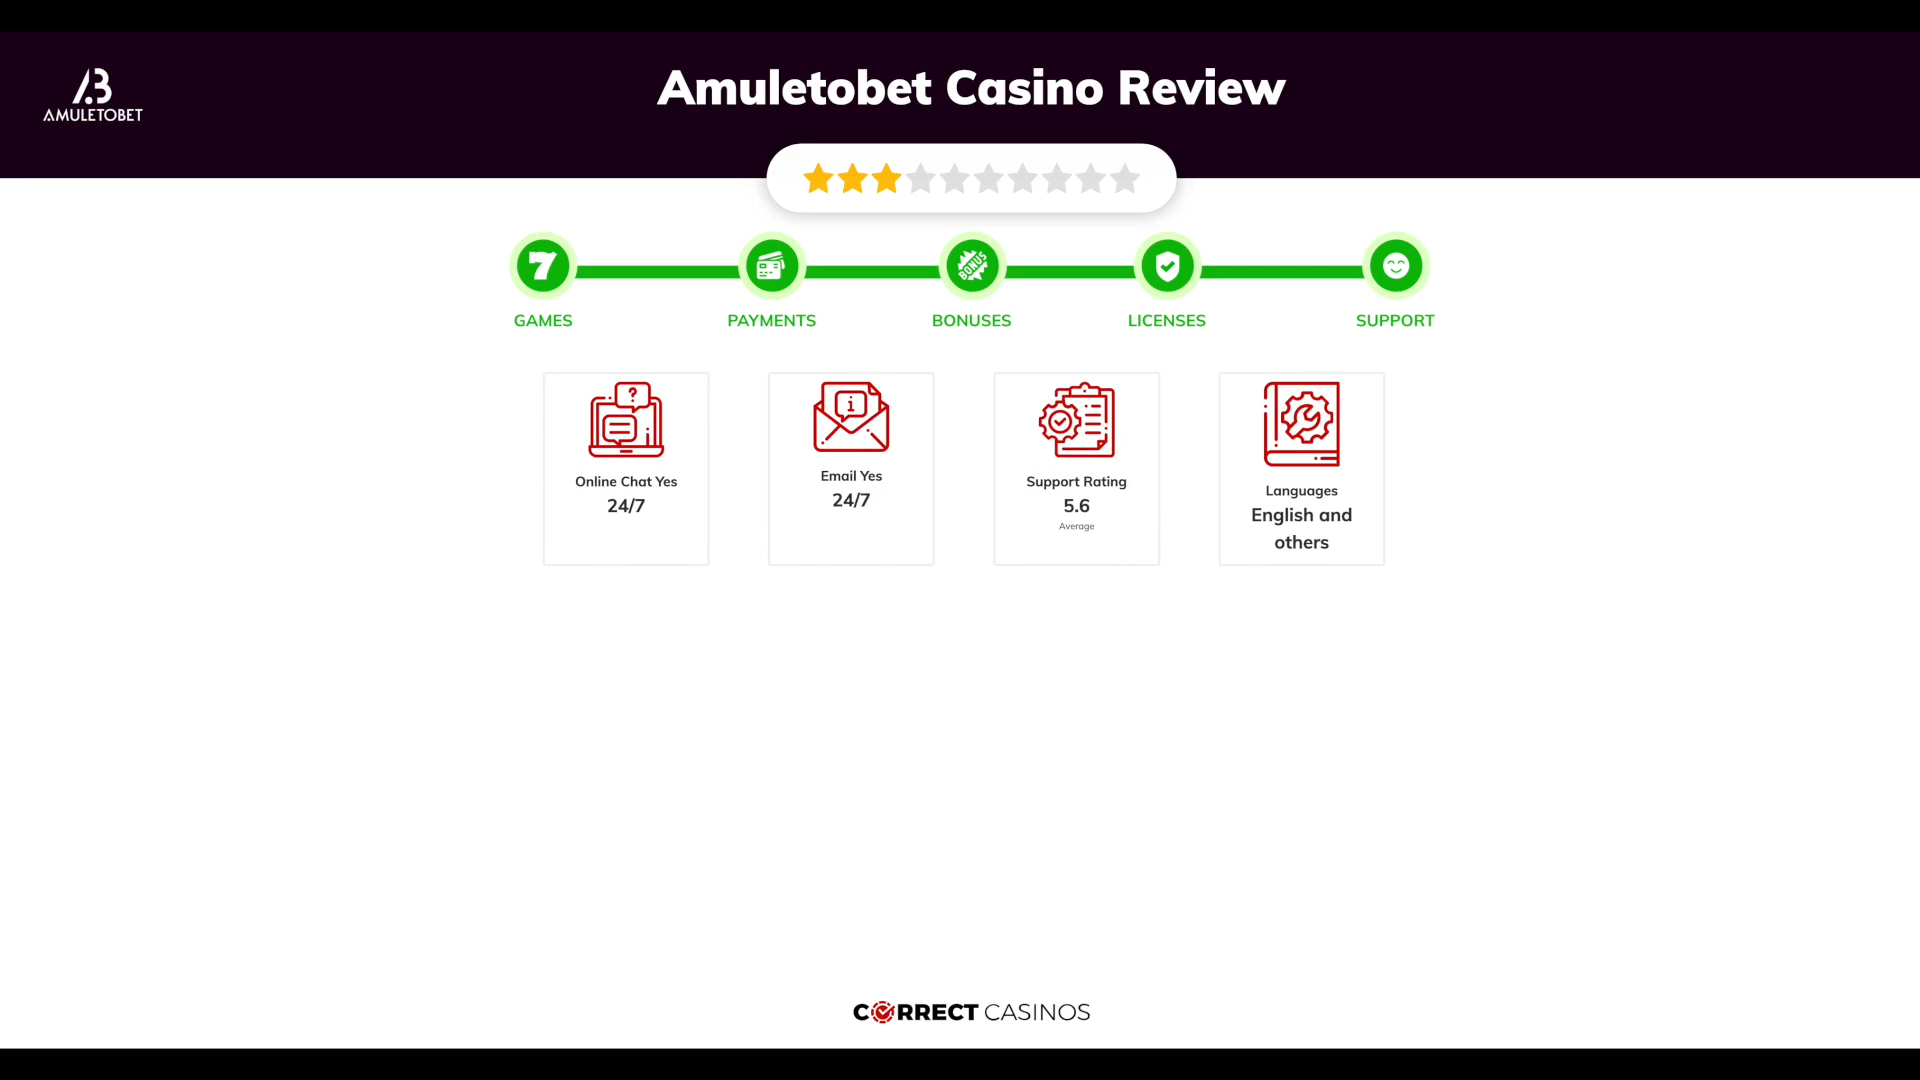 AMULETOBET
Amuletobet Casino Review
GAMES
PAYMENTS
BONUS
BONUSES
LICENSES
SUPPORT
Online Chat Yes
24/7
Email Yes
24/7
Support Rating
5.6
Average
Languages
English and
others
CORRECT CASINOS